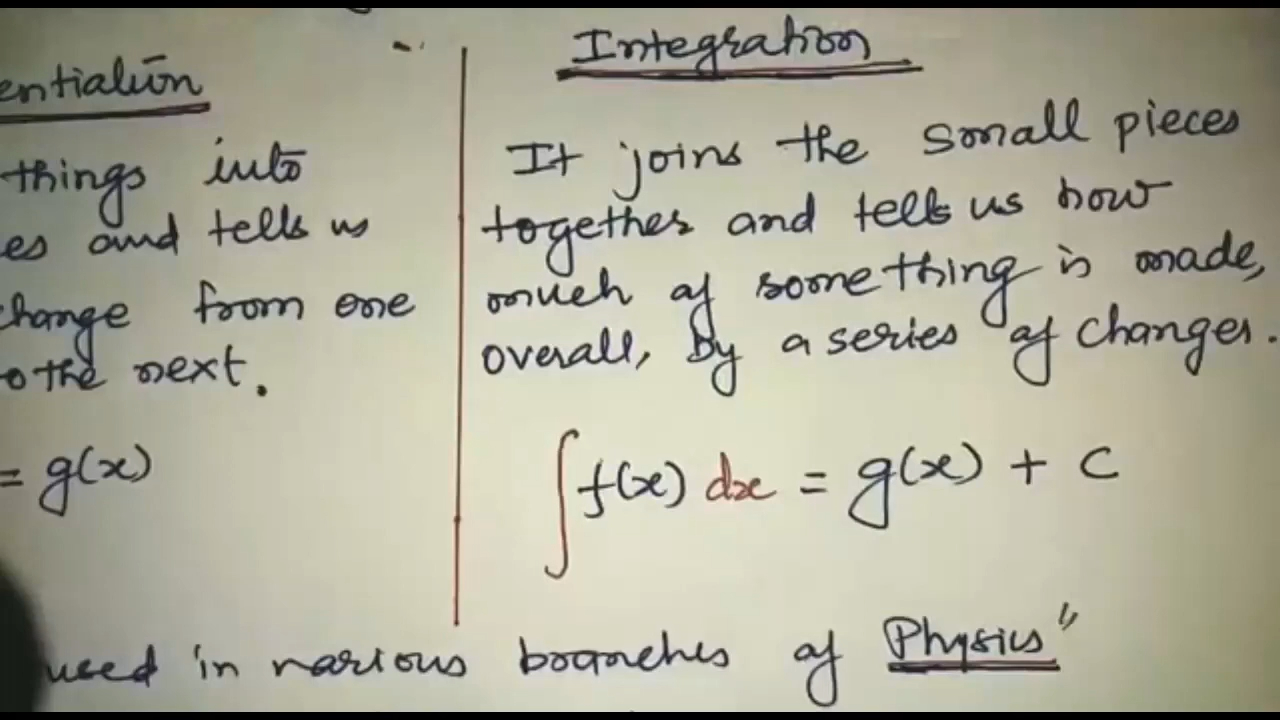 entiation
things into
es and tells us
change from one
o the next.
= g(x)
Integration
It joins the small pieces
together and tells us how
much of something is made,
overall, by a series of changes.
∫ f(x) dx = g(x) + C
used in various branches of Physics"